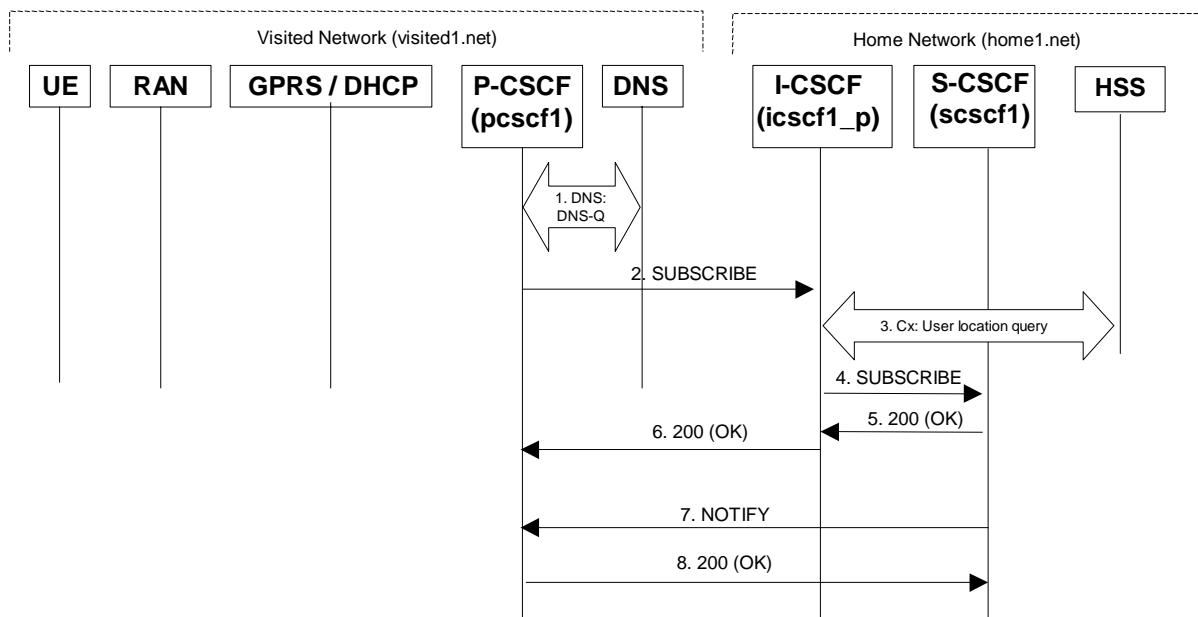 Visited Network (visited1.net)
Home Network (home1.net)
UE
RAN
GPRS / DHCP
P-CSCF
(pcscf1)
DNS
I-CSCF
(icscf1_p)
S-CSCF
(scscf1)
HSS
1. DNS:
DNS-Q
2. SUBSCRIBE
3. Cx: User location query
4. SUBSCRIBE
5. 200 (OK)
6. 200 (OK)
7. NOTIFY
8. 200 (OK)